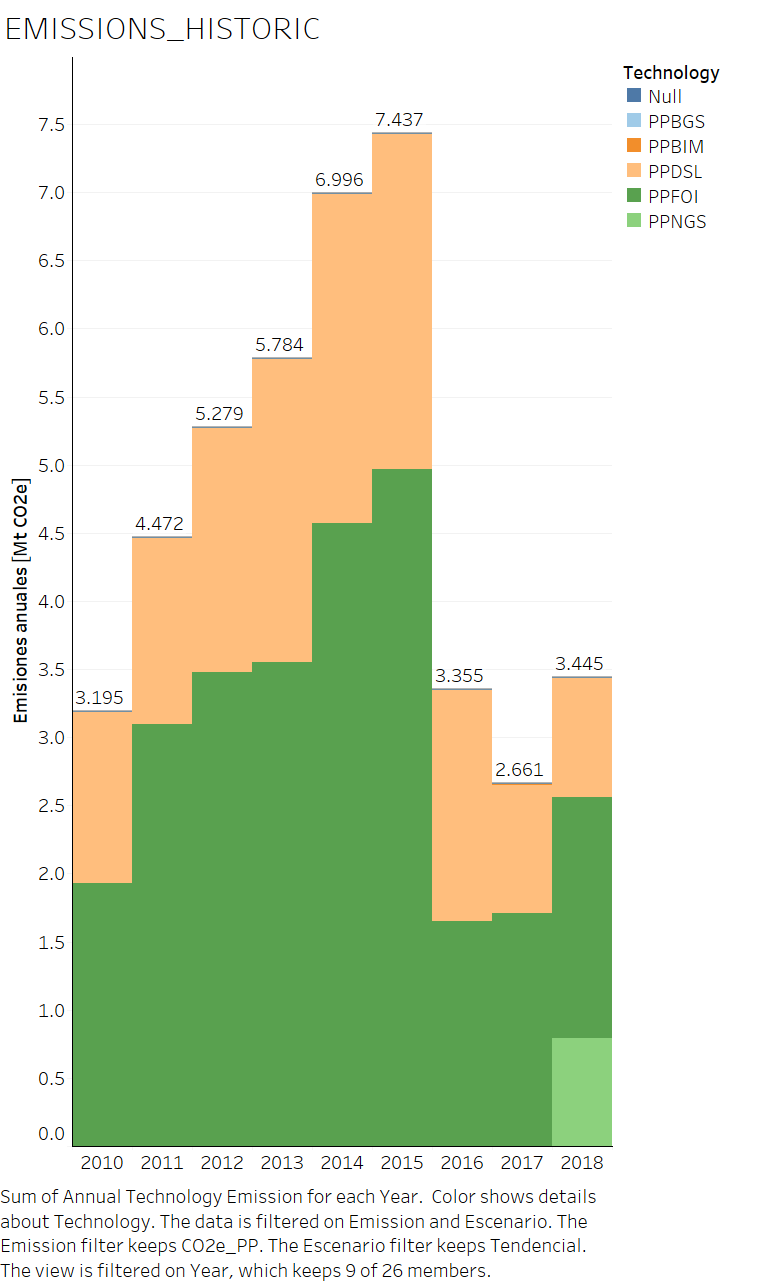 EMISSIONS_HISTORIC
Technology
Null
PPBGS
PPBIM
PPDSL
PPFOI
PPNGS
Emisiones anuales [Mt CO2e]
7.5
7.0
6.5
6.0
5.5
5.0
4.5
4.0
3.5
3.0
2.5
2.0
1.5
1.0
0.5
0.0
3.195
4.472
5.279
5.784
6.996
7.437
3.355
2.661
3.445
2010 2011 2012 2013 2014 2015 2016 2017 2018
Sum of Annual Technology Emission for each Year.  Color shows details
about Technology. The data is filtered on Emission and Escenario. The
Emission filter keeps CO2e_PP. The Escenario filter keeps Tendencial.
The view is filtered on Year, which keeps 9 of 26 members.